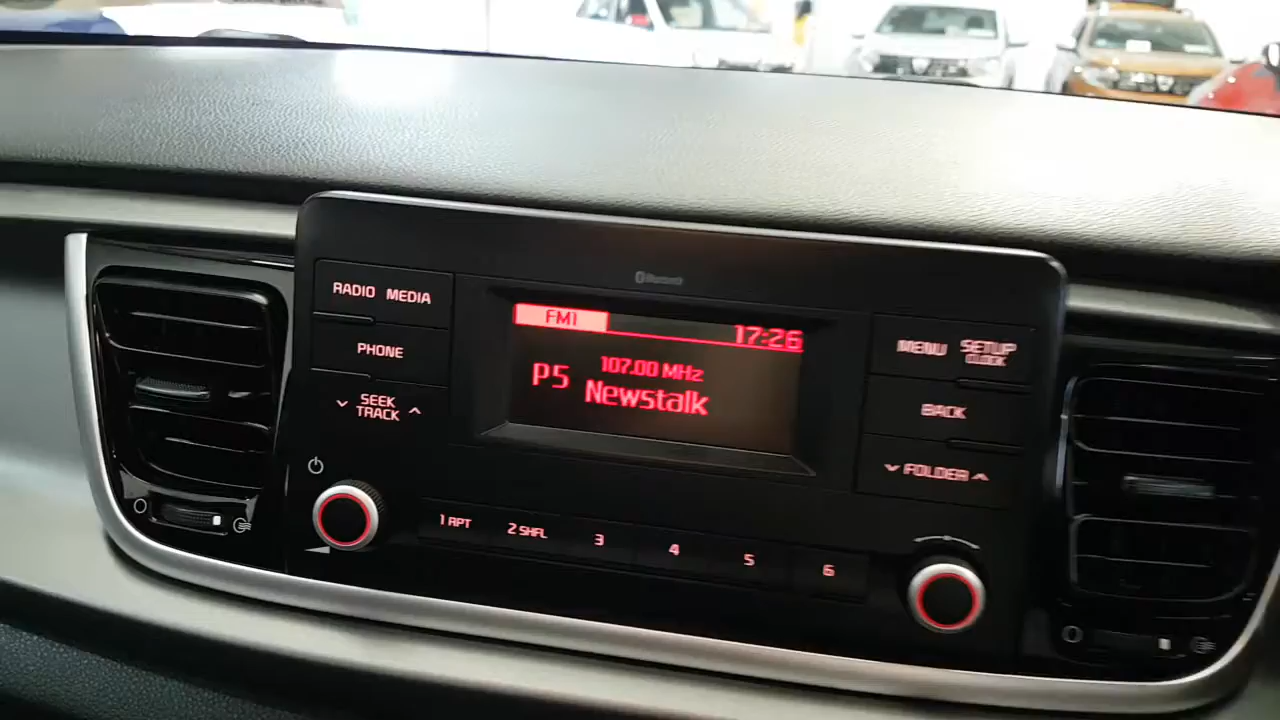 Bluetooth
RADIO MEDIA
PHONE
SEEK
TRACK
FM1 17:26
107.00 MHz
P5 Newstalk
MENU SETUP
CLOCK
BACK
FOLDER
1 RPT 2 SHFL 3 4 5 6